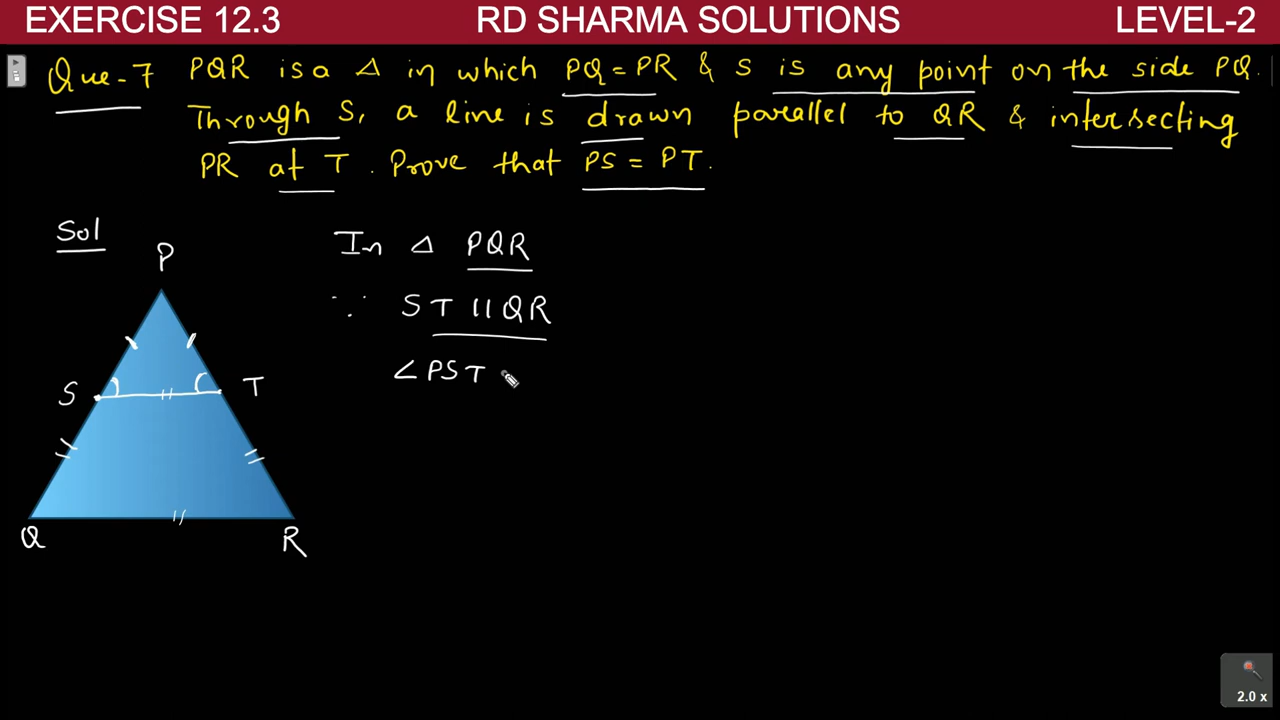 EXERCISE 12.3 RD SHARMA SOLUTIONS LEVEL-2
Que-7 PQR is a Δ in which PQ = PR & S is any point on the side PQ.
Through S, a line is drawn parallel to QR & intersecting
PR at T. Prove that PS = PT.
Sol
P
In Δ PQR
∵ ST || QR
∠PST
S T
Q R
2.0 x